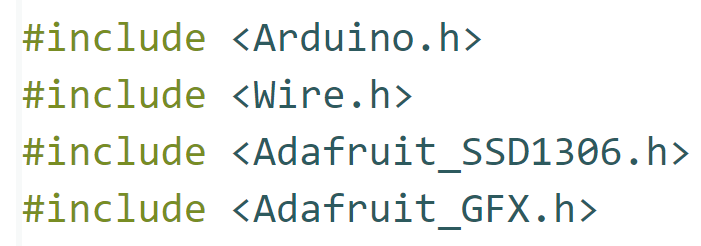 #include <Arduino.h>
#include <Wire.h>
#include <Adafruit_SSD1306.h>
#include <Adafruit_GFX.h>